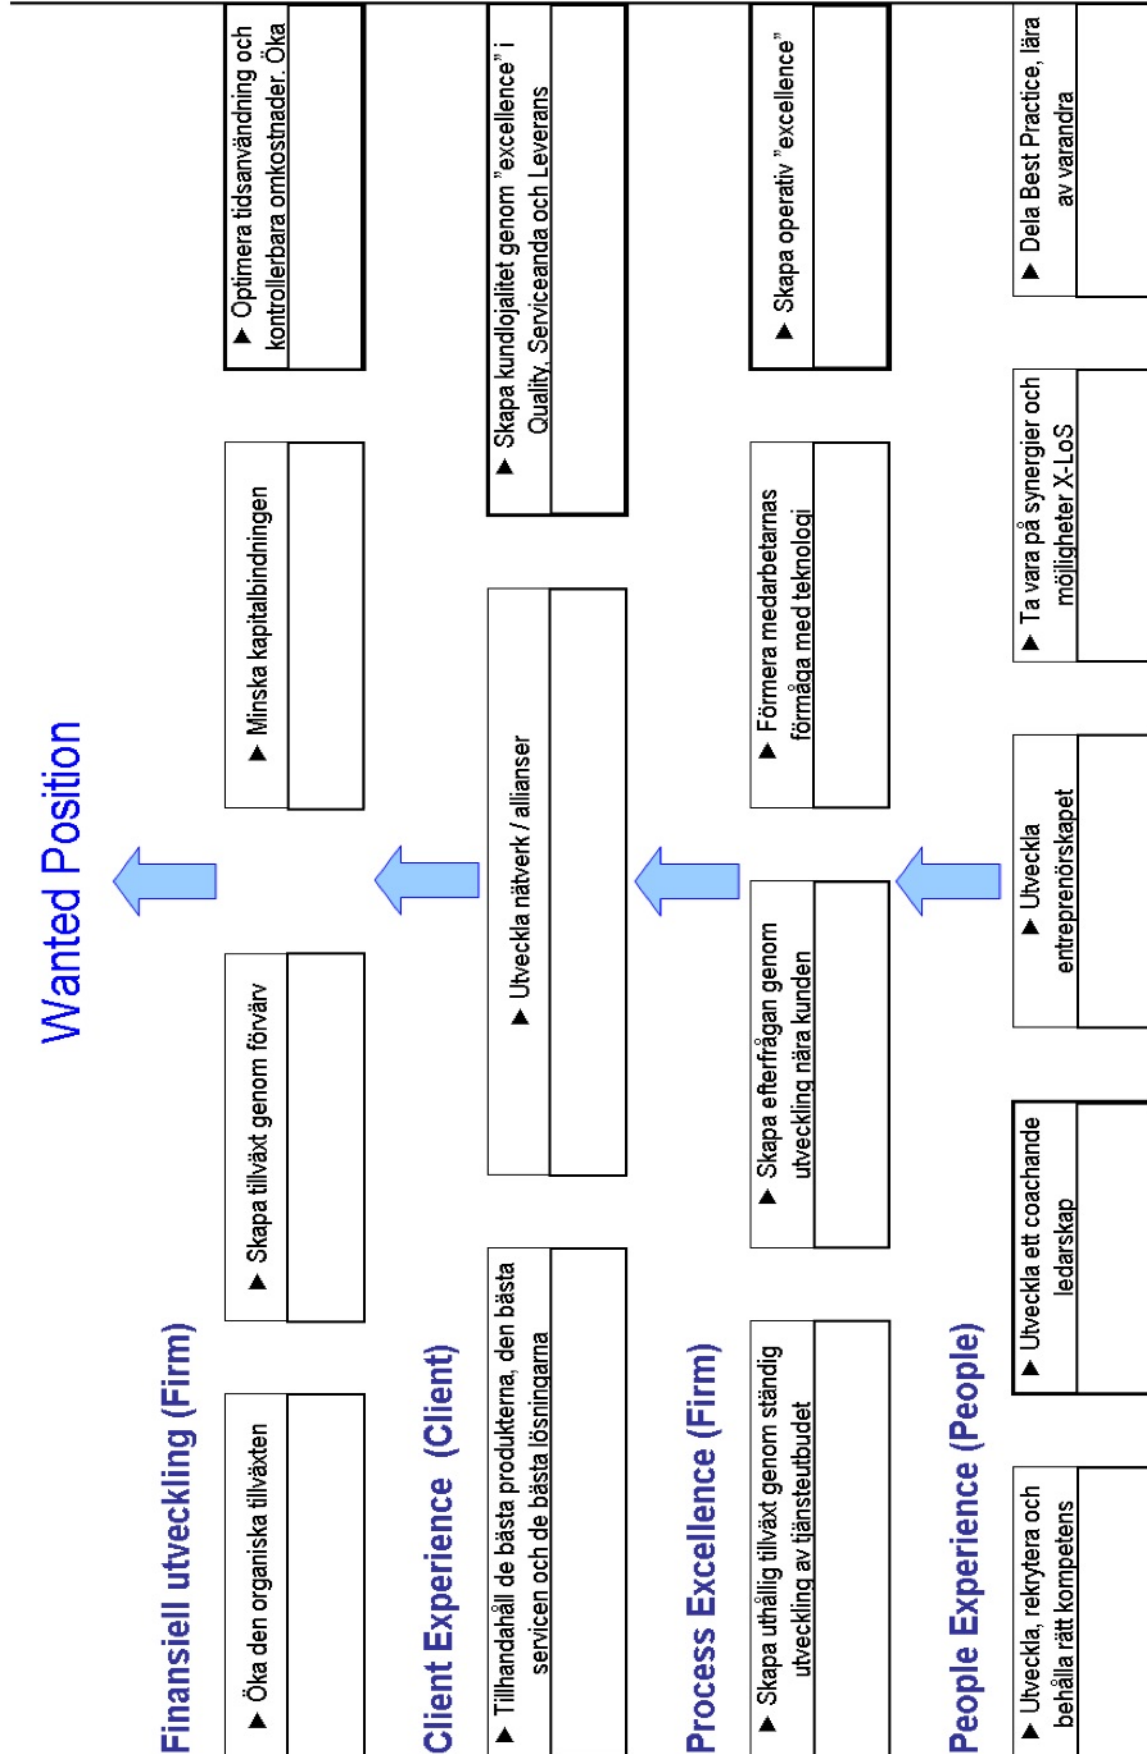 Wanted Position
Finansiell utveckling (Firm)
► Öka den organiska tillväxten
► Skapa tillväxt genom förvärv
► Minska kapitalbindningen
► Optimera tidsanvändning och
kontrollerbara omkostnader. Öka
Client Experience (Client)
► Tillhandahåll de bästa produkterna, den bästa
servicen och de bästa lösningarna
► Utveckla nätverk / allianser
► Skapa kundlojalitet genom ”excellence” i
Quality, Serviceanda och Leverans
Process Excellence (Firm)
► Skapa uthållig tillväxt genom ständig
utveckling av tjänsteutbudet
► Skapa efterfrågan genom
utveckling nära kunden
► Förmera medarbetarnas
förmåga med teknologi
► Skapa operativ ”excellence”
People Experience (People)
► Utveckla, rekrytera och
behålla rätt kompetens
► Utveckla ett coachande
ledarskap
► Utveckla
entreprenörskapet
► Ta vara på synergier och
möjligheter X-LoS
► Dela Best Practice, lära
av varandra